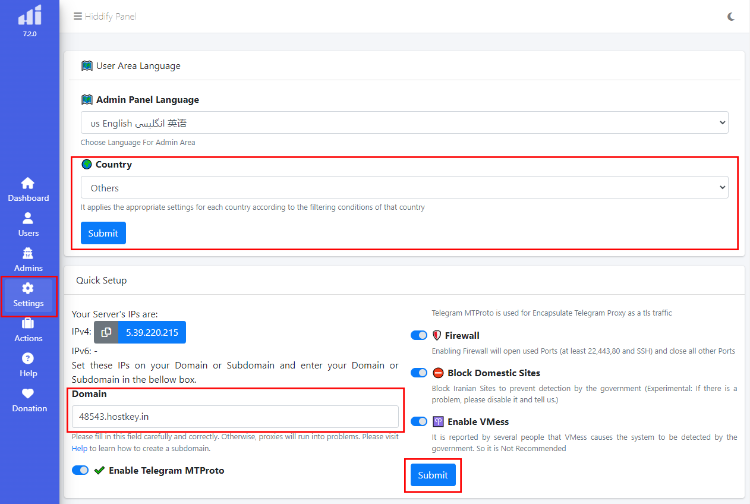 7.2.0
Dashboard
Users
Admins
Settings
Actions
Help
Donation
Hiddify Panel
User Area Language
Admin Panel Language
us English انگلیسی 英语
Choose Language For Admin Area
Country
Others
It applies the appropriate settings for each country according to the filtering conditions of that country
Submit
Quick Setup
Your Server's IPs are:
IPv4: 5.39.220.215
IPv6: -
Set these IPs on your Domain or Subdomain and enter your Domain or
Subdomain in the bellow box.
Domain
48543.hostkey.in
Please fill in this field carefully and correctly. Otherwise, proxies will run into problems. Please visit
Help to learn how to create a subdomain.
Enable Telegram MTProto
Telegram MTProto is used for Encapsulate Telegram Proxy as a tls traffic
Firewall
Enabling Firewall will open used Ports (at least 22,443,80 and SSH) and close all other Ports
Block Domestic Sites
Block Iranian Sites to prevent detection by the government (Experimental: If there is a
problem, please disable it and tell us.)
Enable VMess
It is reported by several people that VMess causes the system to be detected by the
government. So it is Not Recommended
Submit